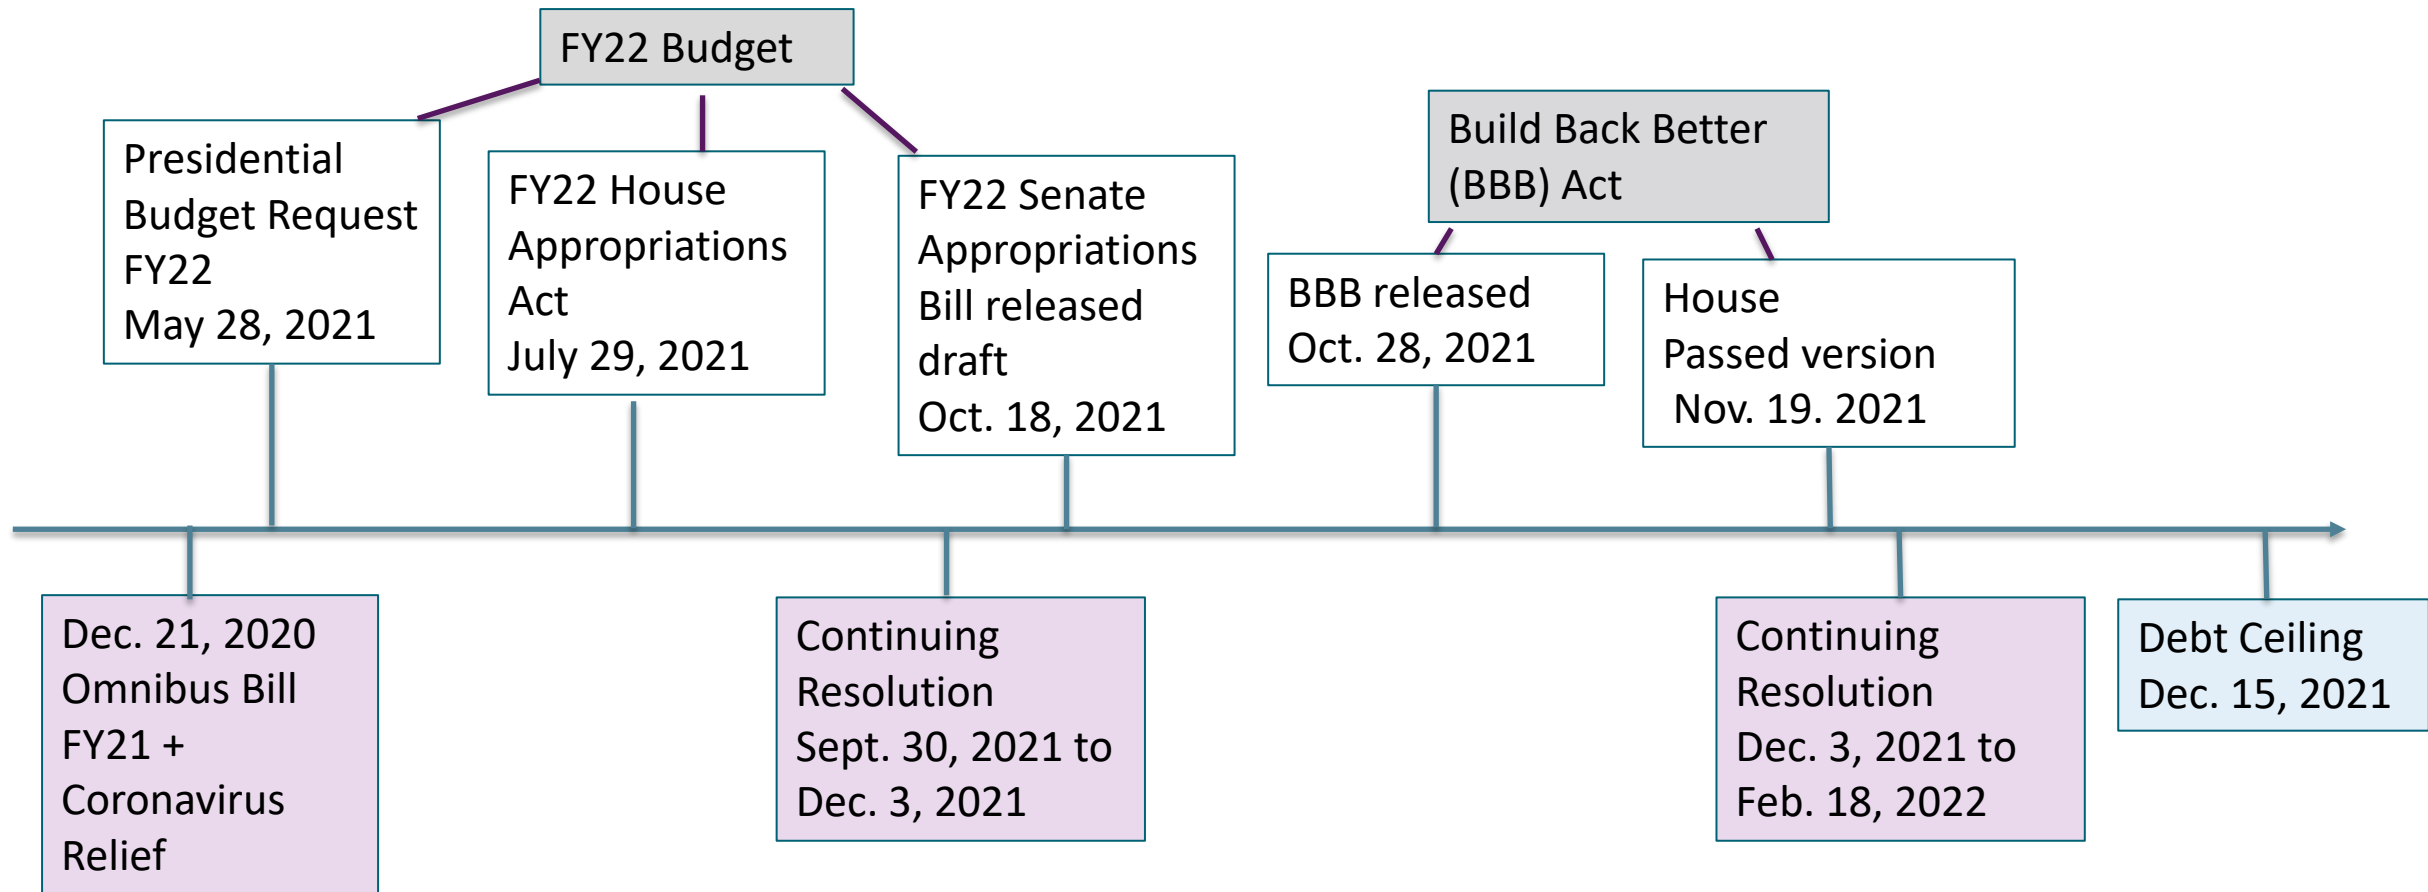 FY22 Budget
Presidential
Budget Request
FY22
May 28, 2021
FY22 House
Appropriations
Act
July 29, 2021
FY22 Senate
Appropriations
Bill released
draft
Oct. 18, 2021
Build Back Better
(BBB) Act
BBB released
Oct. 28, 2021
House
Passed version
Nov. 19. 2021
Dec. 21, 2020
Omnibus Bill
FY21 +
Coronavirus
Relief
Continuing
Resolution
Sept. 30, 2021 to
Dec. 3, 2021
Continuing
Resolution
Dec. 3, 2021 to
Feb. 18, 2022
Debt Ceiling
Dec. 15, 2021